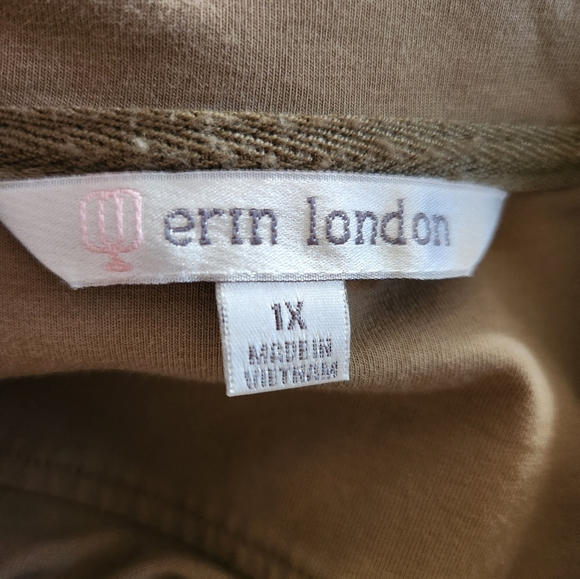 erin london
1X
MADE IN
VIETNAM